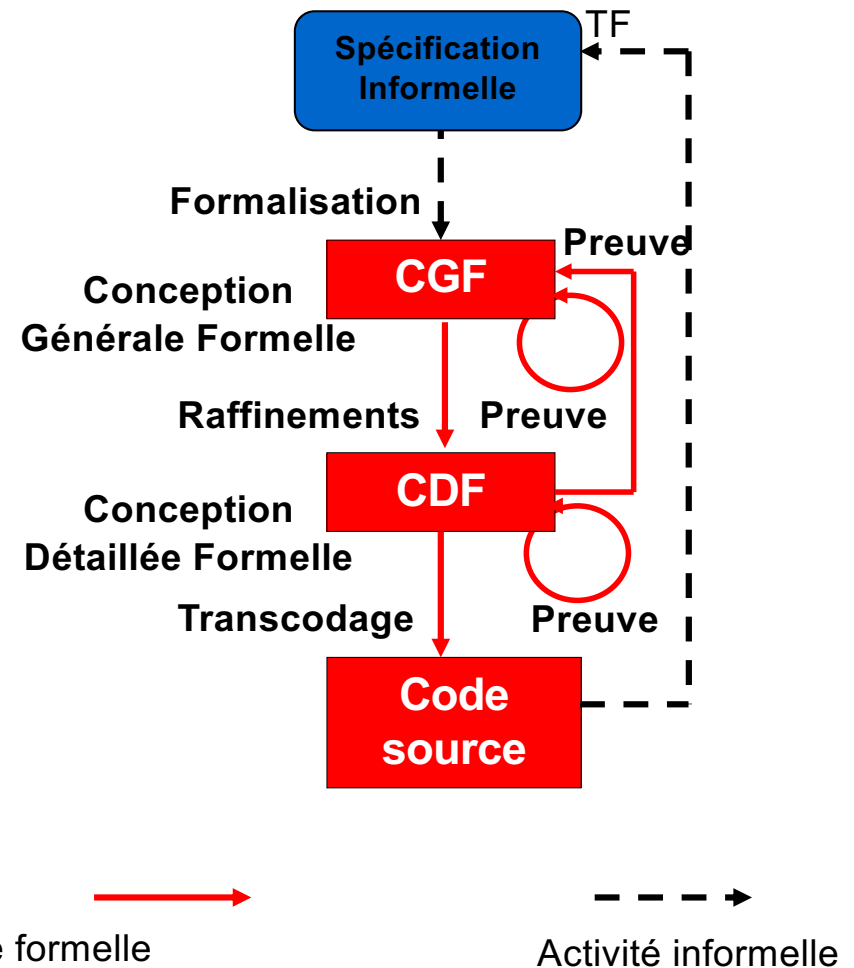 TF
Spécification
Informelle
Formalisation
Preuve
CGF
Conception
Générale Formelle
Raffinements
Preuve
CDF
Conception
Détaillée Formelle
Transcodage
Preuve
Code
source
e formelle
Activité informelle